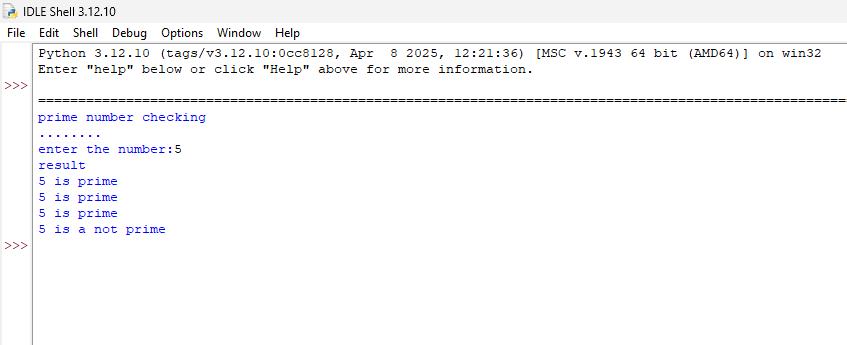 IDLE Shell 3.12.10
File Edit Shell Debug Options Window Help
Python 3.12.10 (tags/v3.12.10:0cc8128, Apr  8 2025, 12:21:36) [MSC v.1943 64 bit (AMD64)] on win32
Enter "help" below or click "Help" above for more information.
>>>
=====================================================================================================
prime number checking
........
enter the number:5
result
5 is prime
5 is prime
5 is prime
5 is a not prime
>>>